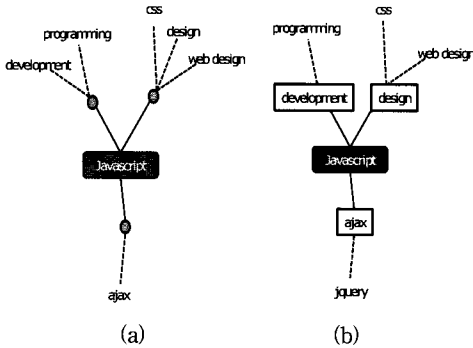 css
programming
design
development
web design
Javascript
ajax
(a)
css
programming
web design
development
design
Javascript
ajax
jquery
(b)